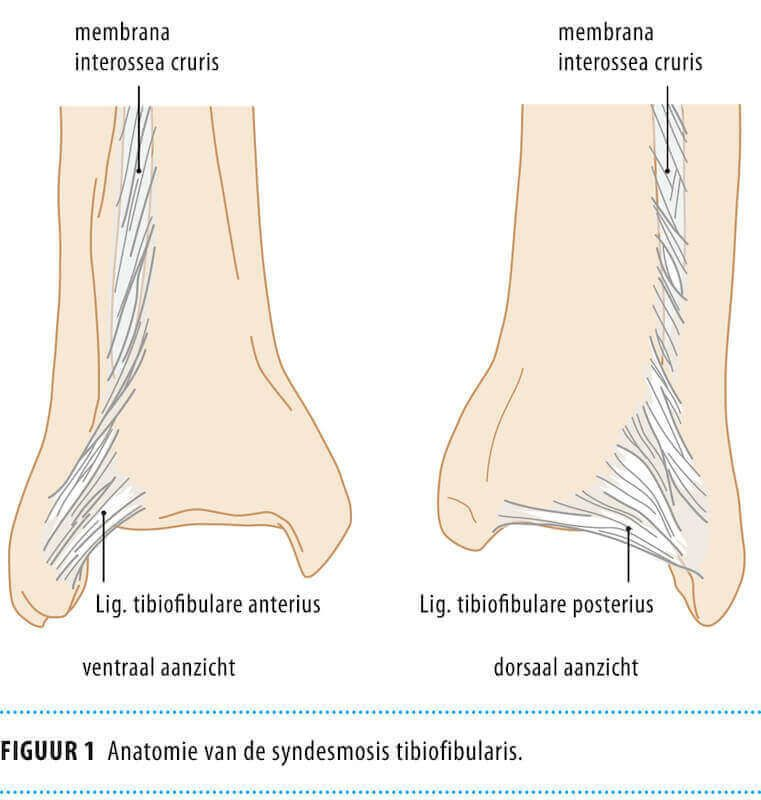 membrana
interossea cruris
membrana
interossea cruris
Lig. tibiofibulare anterius
Lig. tibiofibulare posterius
ventraal aanzicht
dorsaal aanzicht
FIGUUR 1 Anatomie van de syndesmosis tibiofibularis.